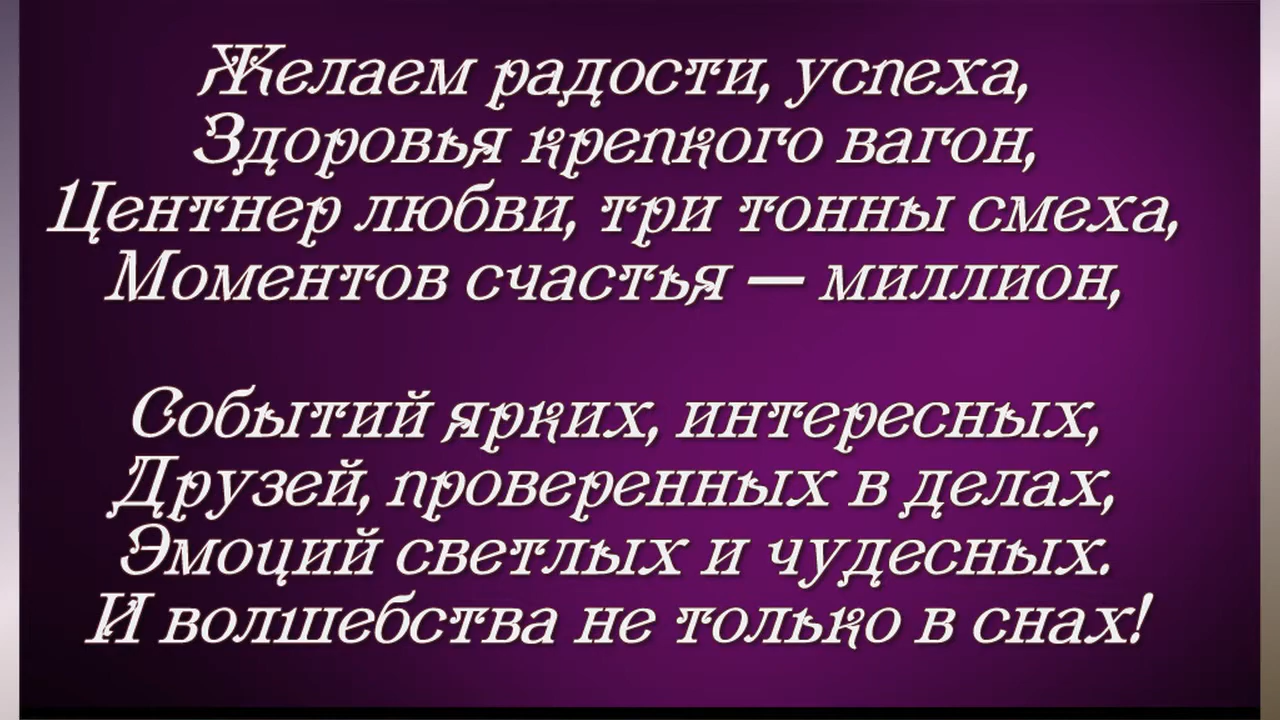 Желаем радости, успеха,
Здоровья крепкого вагон,
Центнер любви, три тонны смеха,
Моментов счастья — миллион,
Событий ярких, интересных,
Друзей, проверенных в делах,
Эмоций светлых и чудесных.
И волшебства не только в снах!